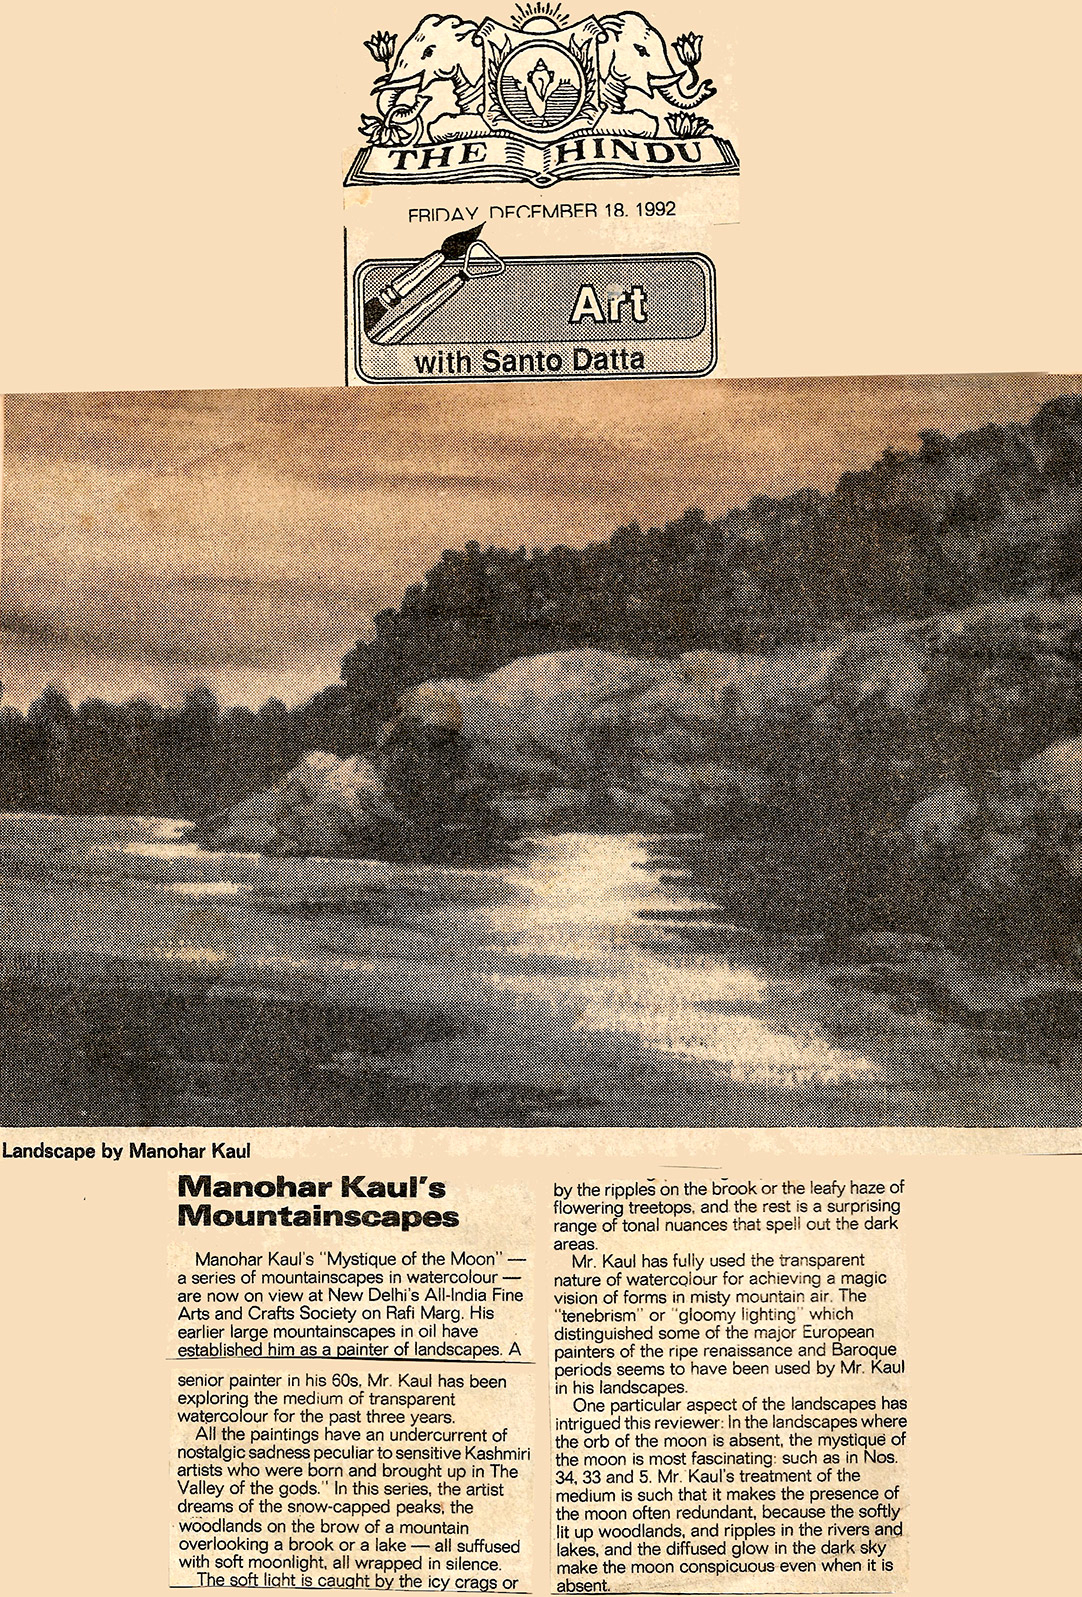 THE HINDU
FRIDAY, DECEMBER 18, 1992
Art
with Santo Datta
Landscape by Manohar Kaul
Manohar Kaul's
Mountainscapes
Manohar Kaul's "Mystique of the Moon" —
a series of mountainscapes in watercolour —
are now on view at New Delhi's All-India Fine
Arts and Crafts Society on Rafi Marg. His
earlier large mountainscapes in oil have
established him as a painter of landscapes. A
senior painter in his 60s, Mr. Kaul has been
exploring the medium of transparent
watercolour for the past three years.
All the paintings have an undercurrent of
nostalgic sadness peculiar to sensitive Kashmiri
artists who were born and brought up in The
Valley of the gods." In this series, the artist
dreams of the snow-capped peaks, the
woodlands on the brow of a mountain
overlooking a brook or a lake — all suffused
with soft moonlight, all wrapped in silence.
The soft light is caught by the icy crags or
by the ripples on the brook or the leafy haze of
flowering treetops, and the rest is a surprising
range of tonal nuances that spell out the dark
areas.
Mr. Kaul has fully used the transparent
nature of watercolour for achieving a magic
vision of forms in misty mountain air. The
"tenebrism" or "gloomy lighting" which
distinguished some of the major European
painters of the ripe renaissance and Baroque
periods seems to have been used by Mr. Kaul
in his landscapes.
One particular aspect of the landscapes has
intrigued this reviewer: In the landscapes where
the orb of the moon is absent, the mystique of
the moon is most fascinating: such as in Nos.
34, 33 and 5. Mr. Kaul's treatment of the
medium is such that it makes the presence of
the moon often redundant, because the softly
lit up woodlands, and ripples in the rivers and
lakes, and the diffused glow in the dark sky
make the moon conspicuous even when it is
absent.